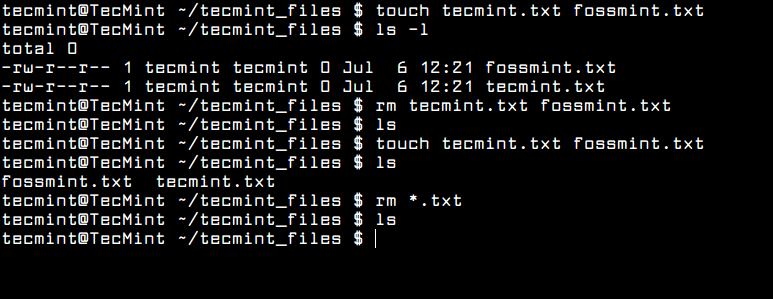 tecmint@TecMint ~/tecmint_files $ touch tecmint.txt fossmint.txt
tecmint@TecMint ~/tecmint_files $ ls -l
total 0
-rw-r--r-- 1 tecmint tecmint 0 Jul  6 12:21 fossmint.txt
-rw-r--r-- 1 tecmint tecmint 0 Jul  6 12:21 tecmint.txt
tecmint@TecMint ~/tecmint_files $ rm tecmint.txt fossmint.txt
tecmint@TecMint ~/tecmint_files $ ls
tecmint@TecMint ~/tecmint_files $ touch tecmint.txt fossmint.txt
tecmint@TecMint ~/tecmint_files $ ls
fossmint.txt  tecmint.txt
tecmint@TecMint ~/tecmint_files $ rm *.txt
tecmint@TecMint ~/tecmint_files $ ls
tecmint@TecMint ~/tecmint_files $